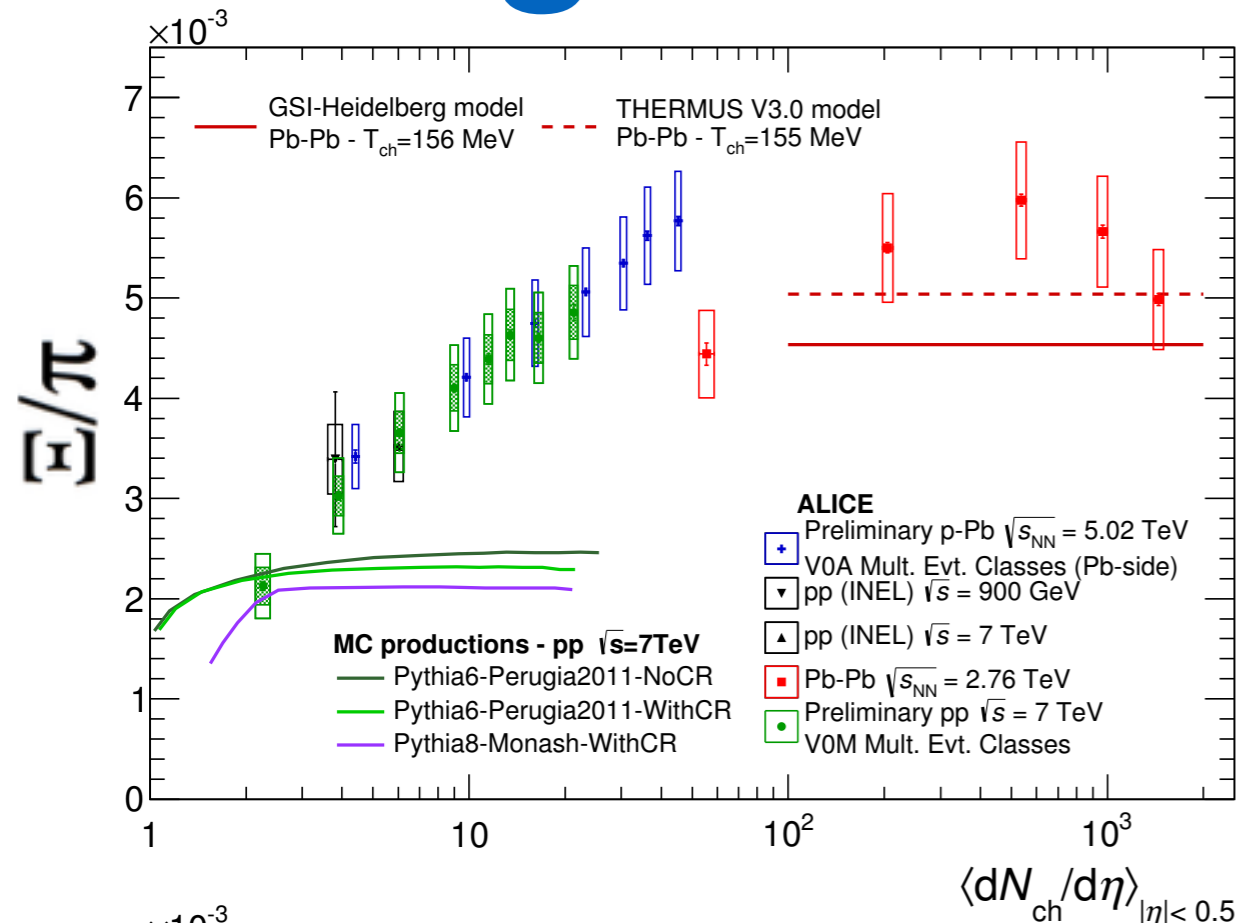 ×10⁻³
7
6
5
4
3
2
1
0
Ξ/π
GSI-Heidelberg model
Pb-Pb - T_ch=156 MeV
THERMUS V3.0 model
Pb-Pb - T_ch=155 MeV
ALICE
Preliminary p-Pb √s_NN = 5.02 TeV
V0A Mult. Evt. Classes (Pb-side)
pp (INEL) √s = 900 GeV
pp (INEL) √s = 7 TeV
Pb-Pb √s_NN = 2.76 TeV
Preliminary pp √s = 7 TeV
V0M Mult. Evt. Classes
MC productions - pp √s=7TeV
Pythia6-Perugia2011-NoCR
Pythia6-Perugia2011-WithCR
Pythia8-Monash-WithCR
1 10 10² 10³
⟨dN_ch/dη⟩_|η|< 0.5
×10⁻³